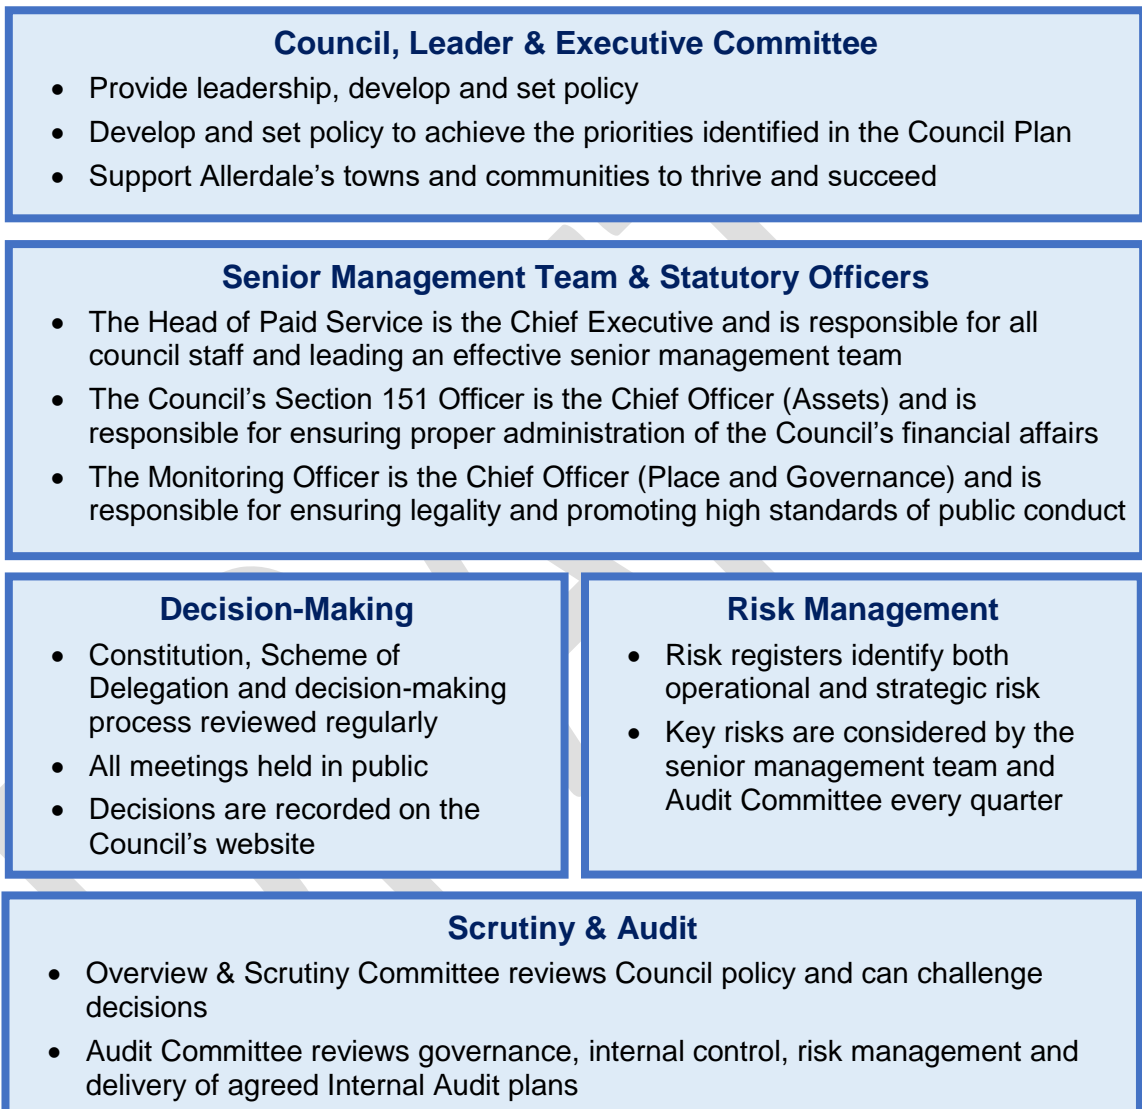 Council, Leader & Executive Committee
• Provide leadership, develop and set policy
• Develop and set policy to achieve the priorities identified in the Council Plan
• Support Allerdale’s towns and communities to thrive and succeed
Senior Management Team & Statutory Officers
• The Head of Paid Service is the Chief Executive and is responsible for all
council staff and leading an effective senior management team
• The Council’s Section 151 Officer is the Chief Officer (Assets) and is
responsible for ensuring proper administration of the Council’s financial affairs
• The Monitoring Officer is the Chief Officer (Place and Governance) and is
responsible for ensuring legality and promoting high standards of public conduct
Decision-Making
• Constitution, Scheme of
Delegation and decision-making
process reviewed regularly
• All meetings held in public
• Decisions are recorded on the
Council’s website
Risk Management
• Risk registers identify both
operational and strategic risk
• Key risks are considered by the
senior management team and
Audit Committee every quarter
Scrutiny & Audit
• Overview & Scrutiny Committee reviews Council policy and can challenge
decisions
• Audit Committee reviews governance, internal control, risk management and
delivery of agreed Internal Audit plans